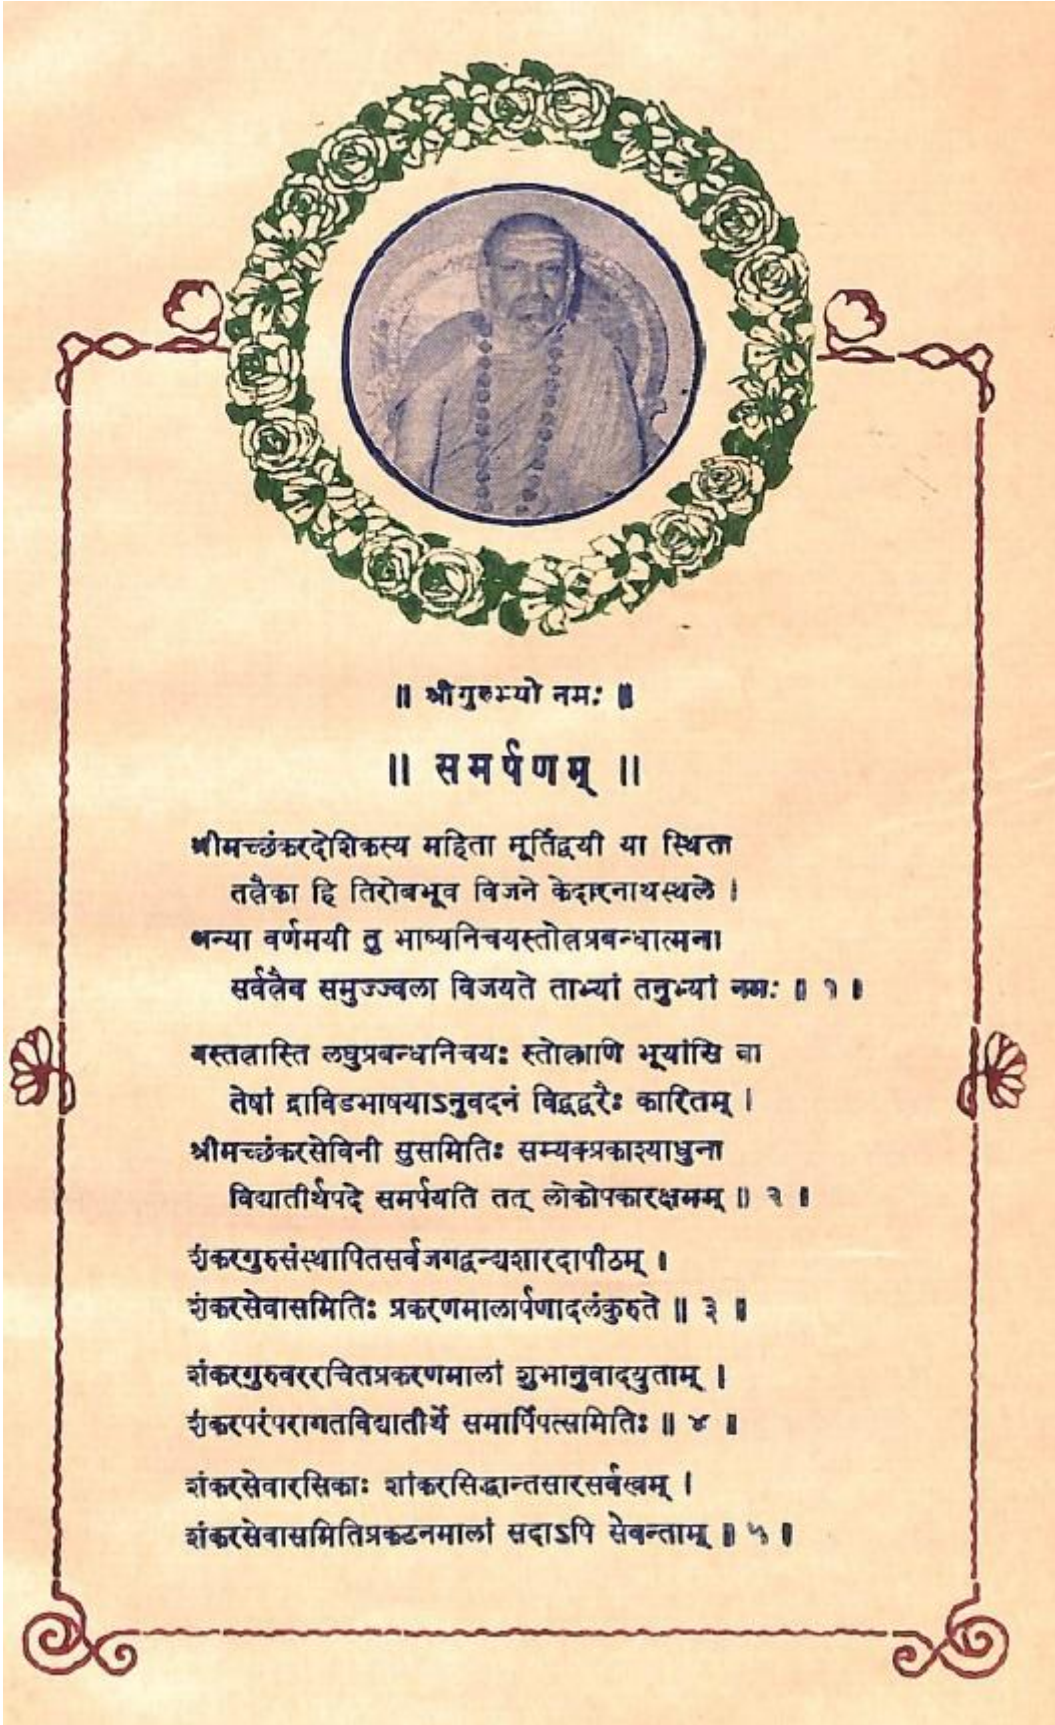 ॥ श्रीगुरुभ्यो नमः ॥
॥ समर्पणम् ॥
श्रीमच्छंकरदेशिकस्य महिता मूर्तिद्वयी या स्थिता
तत्रैका हि तिरोबभूव विजने केदारनाथस्थले ।
अन्या वर्णमयी तु भाष्यनिचयस्तोत्रप्रबन्धात्मना
सर्वत्रैव समुज्ज्वला विजयते ताभ्यां तनुभ्यां नमः ॥ १ ॥
यस्तत्रास्ति लघुप्रबन्धनिचयः स्तोत्राणि भूयांसि वा
तेषां द्राविडभाषयाऽनुवदनं विद्वद्वरैः कारितम् ।
श्रीमच्छंकरसेविनी सुसमितिः सम्यक्प्रकाश्याधुना
विद्यातीर्थपदे समर्पयति तत् लोकोपकारक्षमम् ॥ २ ॥
शंकरगुरुसंस्थापितसर्वजगद्वन्द्यशारदापीठम् ।
शंकरसेवासमितिः प्रकरणमालार्पणादलंकुरुते ॥ ३ ॥
शंकरगुरुवररचितप्रकरणमालां शुभानुवादयुताम् ।
शंकरपरंपरागतविद्यातीर्थे समार्पिपत्समितिः ॥ ४ ॥
शंकरसेवारसिकाः शांकरसिद्धान्तसारसर्वस्वम् ।
शंकरसेवासमितिप्रकटनमालां सदाऽपि सेवन्ताम् ॥ ५ ॥